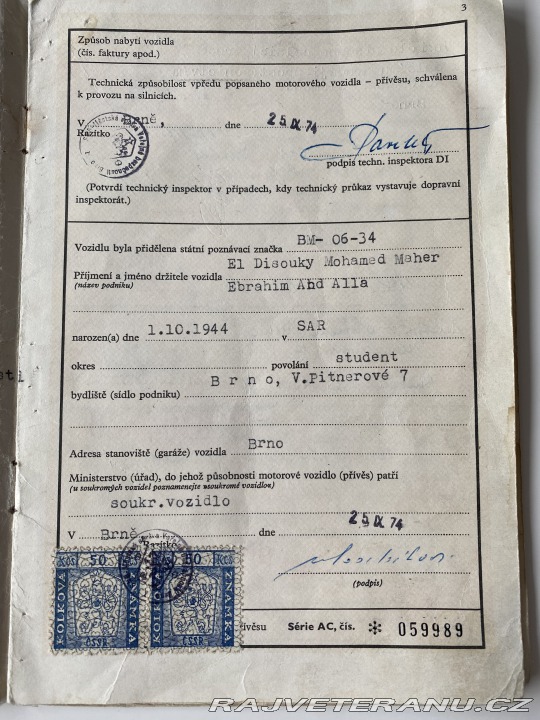 3
Způsob nabytí vozidla
(čís. faktury apod.)
Technická způsobilost vpředu popsaného motorového vozidla – přívěsu, schválena
k provozu na silnicích.
V Brně, dne 25.IX.74
Razítko
podpis techn. inspektora DI
(Potvrdí technický inspektor v případech, kdy technický průkaz vystavuje dopravní
inspektorát.)
Vozidlu byla přidělena státní poznávací značka BM- 06-34
Příjmení a jméno držitele vozidla El Disouky Mohamed Maher
(název podniku) Ebrahim Abd Alla
narozen(a) dne 1.10.1944 v SAR
okres povolání student
bydliště (sídlo podniku) Brno, V.Pitnerové 7
Adresa stanoviště (garáže) vozidla Brno
Ministerstvo (úřad), do jehož působnosti motorové vozidlo (přívěs) patří
(u soukromých vozidel poznamenejte »soukromé vozidlo«)
soukr.vozidlo
V Brně dne 25.IX.74
Razítko
(podpis)
Kčs 50 Kčs 50
KOLKOVÁ ZNÁMKA KOLKOVÁ ZNÁMKA
ČSSR ČSSR
přívěsu Série AC, čís. * 059989
RAJVETERANU.CZ